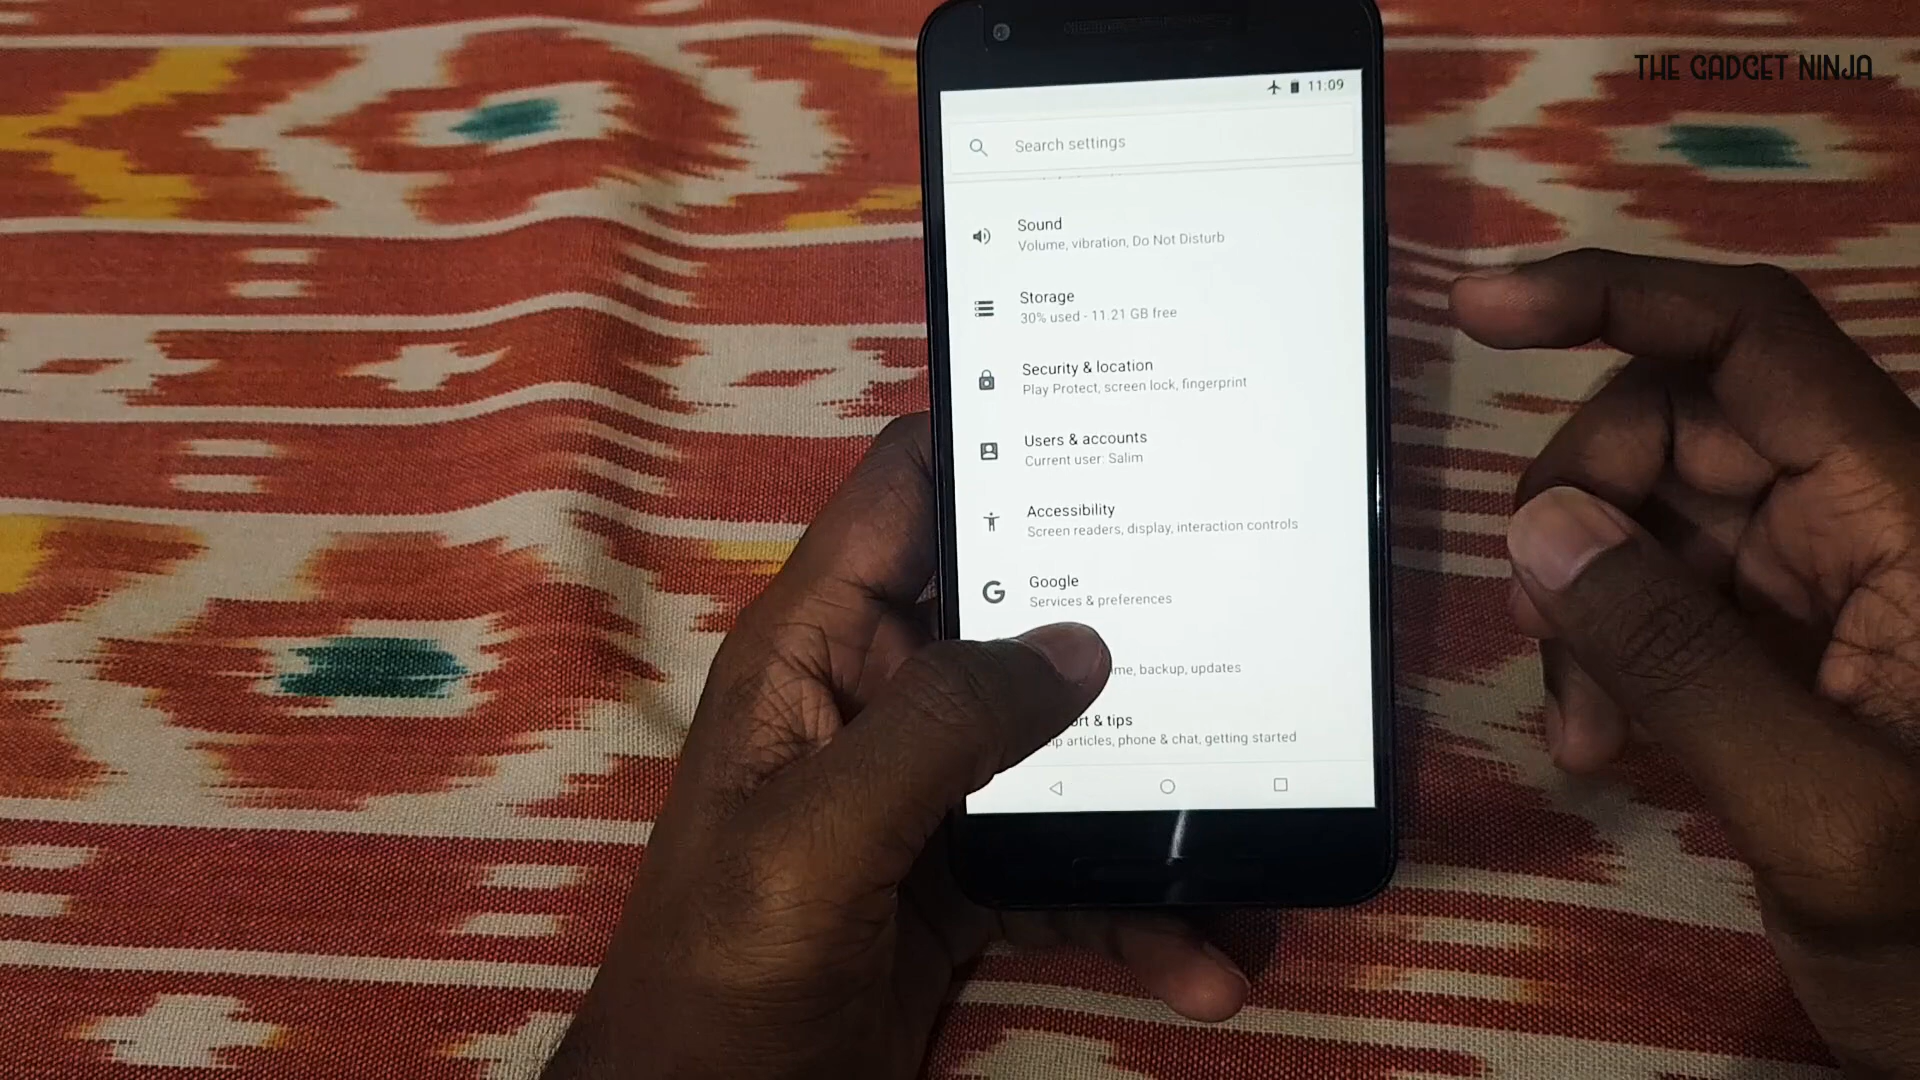 THE GADGET NINJA
11:09
Search settings
Sound
Volume, vibration, Do Not Disturb
Storage
30% used - 11.21 GB free
Security & location
Play Protect, screen lock, fingerprint
Users & accounts
Current user: Salim
Accessibility
Screen readers, display, interaction controls
Google
Services & preferences
backup, updates
& tips
articles, phone & chat, getting started